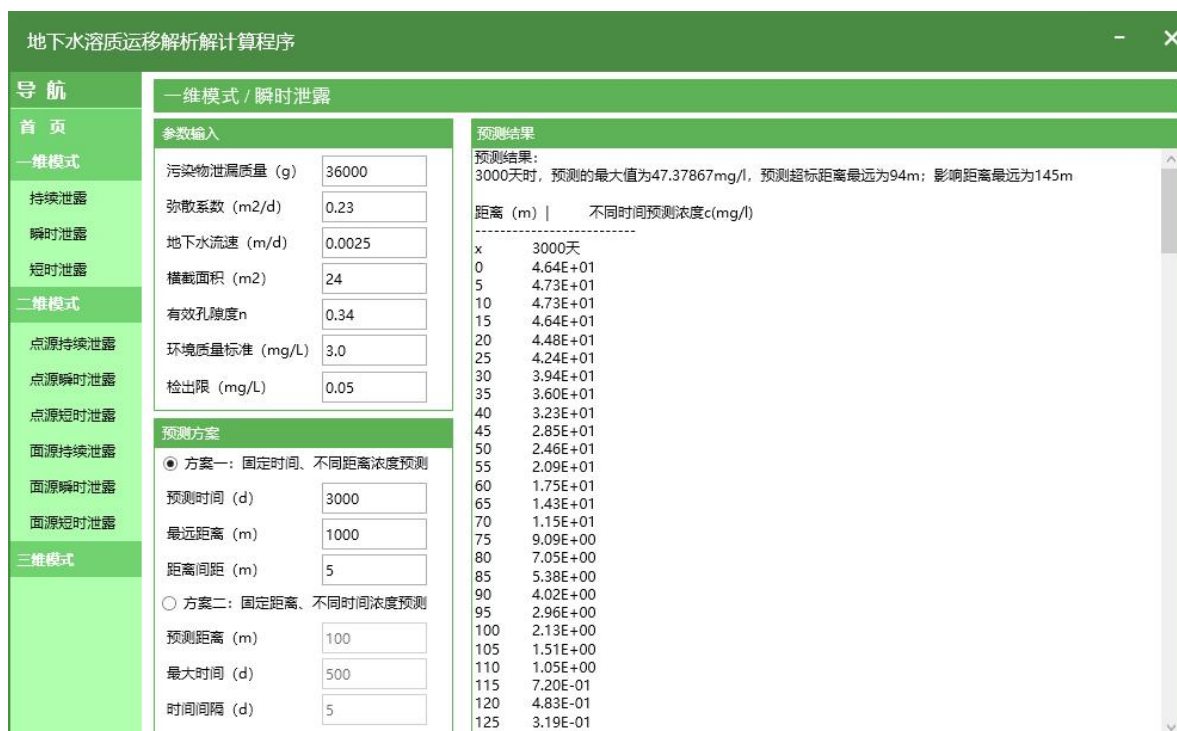 地下水溶质运移解析解计算程序
导 航
首 页
一维模式
持续泄露
瞬时泄露
短时泄露
二维模式
点源持续泄露
点源瞬时泄露
点源短时泄露
面源持续泄露
面源瞬时泄露
面源短时泄露
三维模式
一维模式 / 瞬时泄露
参数输入
污染物泄漏质量（g） 36000
弥散系数（m2/d） 0.23
地下水流速（m/d） 0.0025
横截面积（m2） 24
有效孔隙度n 0.34
环境质量标准（mg/L） 3.0
检出限（mg/L） 0.05
预测方案
方案一：固定时间、不同距离浓度预测
预测时间（d） 3000
最远距离（m） 1000
距离间距（m） 5
方案二：固定距离、不同时间浓度预测
预测距离（m） 100
最大时间（d） 500
时间间隔（d） 5
预测结果
预测结果：
3000天时，预测的最大值为47.37867mg/l，预测超标距离最远为94m；影响距离最远为145m
距离（m）| 不同时间预测浓度c(mg/l)
--------------------------
x 3000天
0 4.64E+01
5 4.73E+01
10 4.73E+01
15 4.64E+01
20 4.48E+01
25 4.24E+01
30 3.94E+01
35 3.60E+01
40 3.23E+01
45 2.85E+01
50 2.46E+01
55 2.09E+01
60 1.75E+01
65 1.43E+01
70 1.15E+01
75 9.09E+00
80 7.05E+00
85 5.38E+00
90 4.02E+00
95 2.96E+00
100 2.13E+00
105 1.51E+00
110 1.05E+00
115 7.20E-01
120 4.83E-01
125 3.19E-01